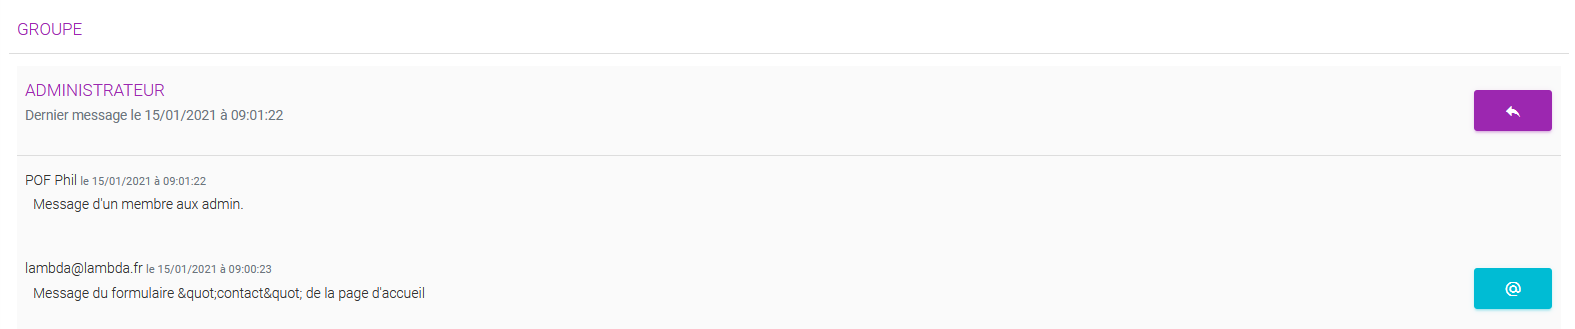 GROUPE
ADMINISTRATEUR
Dernier message le 15/01/2021 à 09:01:22
POF Phil le 15/01/2021 à 09:01:22
Message d'un membre aux admin.
lambda@lambda.fr le 15/01/2021 à 09:00:23
Message du formulaire &quot;contact&quot; de la page d'accueil
@